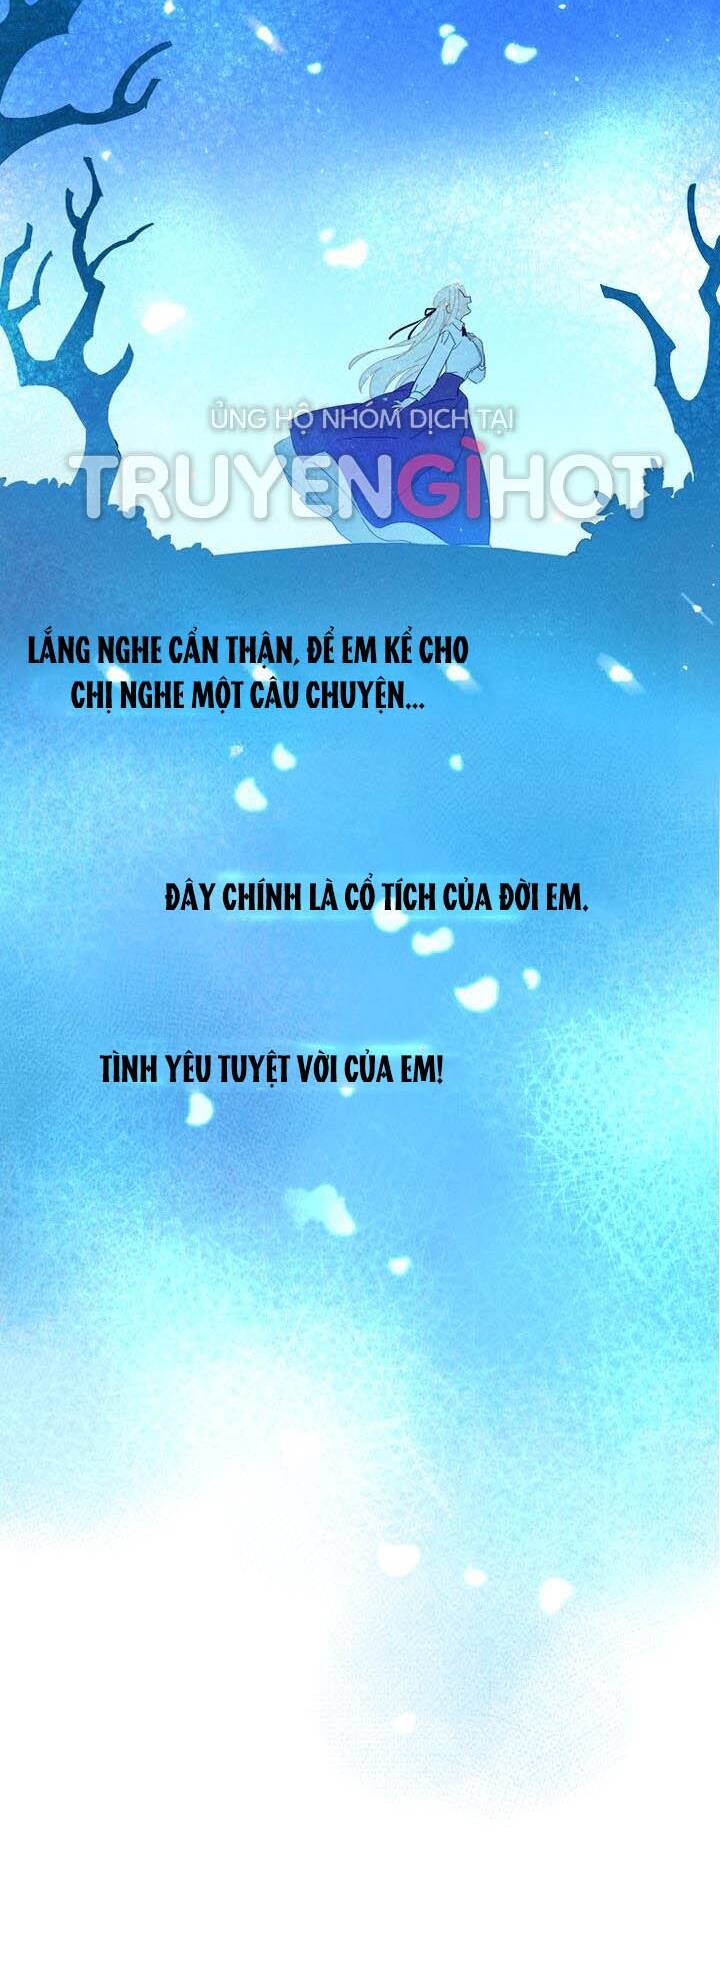 ỦNG HỘ NHÓM DỊCH TẠI
TRUYENGÌHOT
LẮNG NGHE CẨN THẬN, ĐỂ EM KỂ CHO
CHỊ NGHE MỘT CÂU CHUYỆN...
ĐÂY CHÍNH LÀ CỔ TÍCH CỦA ĐỜI EM.
TÌNH YÊU TUYỆT VỜI CỦA EM!